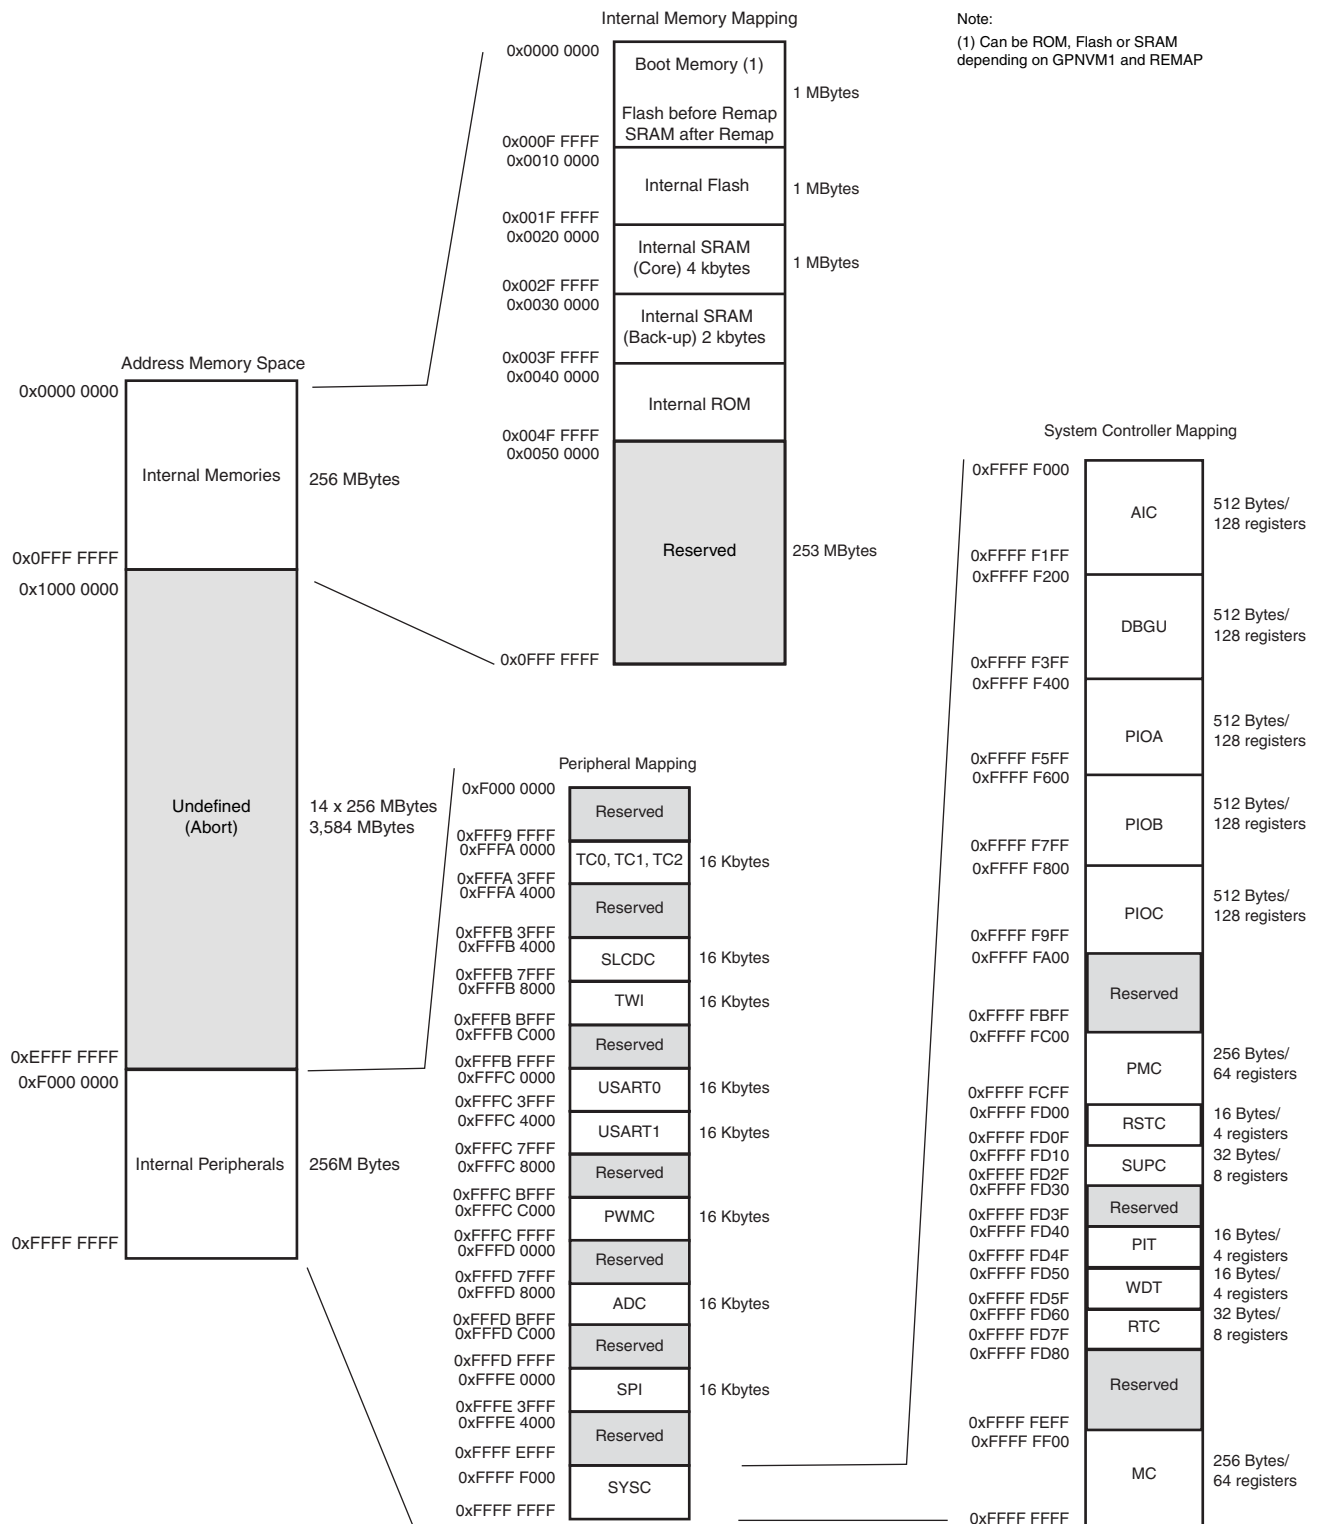 Internal Memory Mapping
Note:
(1) Can be ROM, Flash or SRAM
depending on GPNVM1 and REMAP
0x0000 0000
Boot Memory (1)
1 MBytes
Flash before Remap
SRAM after Remap
0x000F FFFF
0x0010 0000
Internal Flash
1 MBytes
0x001F FFFF
0x0020 0000
Internal SRAM
(Core) 4 kbytes
1 MBytes
0x002F FFFF
0x0030 0000
Internal SRAM
(Back-up) 2 kbytes
0x003F FFFF
0x0040 0000
Internal ROM
0x004F FFFF
0x0050 0000
Reserved
253 MBytes
0x0FFF FFFF
Address Memory Space
0x0000 0000
Internal Memories
256 MBytes
0x0FFF FFFF
0x1000 0000
Undefined
(Abort)
14 x 256 MBytes
3,584 MBytes
0xEFFF FFFF
0xF000 0000
Internal Peripherals
256M Bytes
0xFFFF FFFF
Peripheral Mapping
0xF000 0000
Reserved
0xFFF9 FFFF
0xFFFA 0000
TC0, TC1, TC2
16 Kbytes
0xFFFA 3FFF
0xFFFA 4000
Reserved
0xFFFB 3FFF
0xFFFB 4000
SLCDC
16 Kbytes
0xFFFB 7FFF
0xFFFB 8000
TWI
16 Kbytes
0xFFFB BFFF
0xFFFB C000
Reserved
0xFFFB FFFF
0xFFFC 0000
USART0
16 Kbytes
0xFFFC 3FFF
0xFFFC 4000
USART1
16 Kbytes
0xFFFC 7FFF
0xFFFC 8000
Reserved
0xFFFC BFFF
0xFFFC C000
PWMC
16 Kbytes
0xFFFC FFFF
0xFFFD 0000
Reserved
0xFFFD 7FFF
0xFFFD 8000
ADC
16 Kbytes
0xFFFD BFFF
0xFFFD C000
Reserved
0xFFFD FFFF
0xFFFE 0000
SPI
16 Kbytes
0xFFFE 3FFF
0xFFFE 4000
Reserved
0xFFFF EFFF
0xFFFF F000
SYSC
0xFFFF FFFF
System Controller Mapping
0xFFFF F000
AIC
512 Bytes/
128 registers
0xFFFF F1FF
0xFFFF F200
DBGU
512 Bytes/
128 registers
0xFFFF F3FF
0xFFFF F400
PIOA
512 Bytes/
128 registers
0xFFFF F5FF
0xFFFF F600
PIOB
512 Bytes/
128 registers
0xFFFF F7FF
0xFFFF F800
PIOC
512 Bytes/
128 registers
0xFFFF F9FF
0xFFFF FA00
Reserved
0xFFFF FBFF
0xFFFF FC00
PMC
256 Bytes/
64 registers
0xFFFF FCFF
0xFFFF FD00
RSTC
16 Bytes/
4 registers
0xFFFF FD0F
0xFFFF FD10
SUPC
32 Bytes/
8 registers
0xFFFF FD2F
0xFFFF FD30
Reserved
0xFFFF FD3F
0xFFFF FD40
PIT
16 Bytes/
4 registers
0xFFFF FD4F
0xFFFF FD50
WDT
16 Bytes/
4 registers
0xFFFF FD5F
0xFFFF FD60
RTC
32 Bytes/
8 registers
0xFFFF FD7F
0xFFFF FD80
Reserved
0xFFFF FEFF
0xFFFF FF00
MC
256 Bytes/
64 registers
0xFFFF FFFF